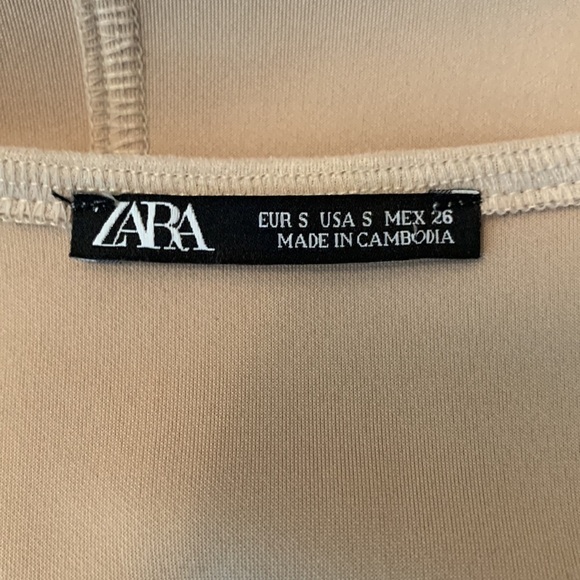 ZARA
EUR S USA S MEX 26
MADE IN CAMBODIA